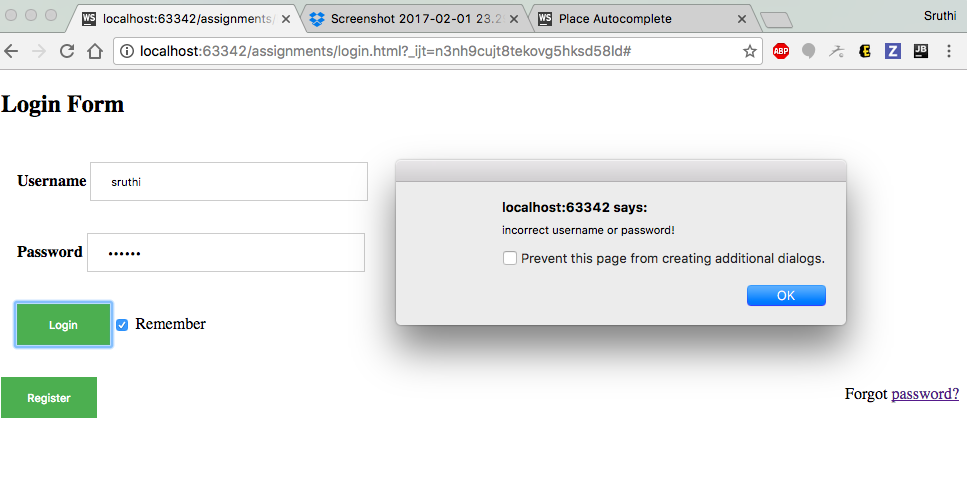 Sruthi
WS localhost:63342/assignments/
Screenshot 2017-02-01 23.2
WS Place Autocomplete
localhost:63342/assignments/login.html?_ijt=n3nh9cujt8tekovg5hksd58ld#
ABP
E
Z
JB
Login Form
Username sruthi
Password ••••••
localhost:63342 says:
incorrect username or password!
Prevent this page from creating additional dialogs.
OK
Login Remember
Register
Forgot password?